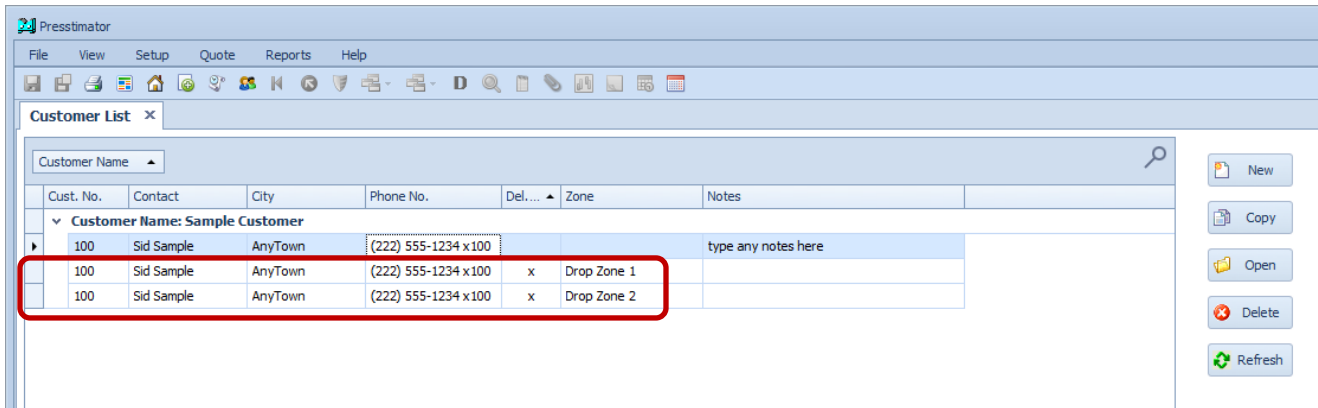 Presstimator
File View Setup Quote Reports Help
D
Customer List ×
Customer Name
Cust. No. Contact City Phone No. Del.... Zone Notes
Customer Name: Sample Customer
100 Sid Sample AnyTown (222) 555-1234 x100 type any notes here
100 Sid Sample AnyTown (222) 555-1234 x100 x Drop Zone 1
100 Sid Sample AnyTown (222) 555-1234 x100 x Drop Zone 2
New
Copy
Open
Delete
Refresh